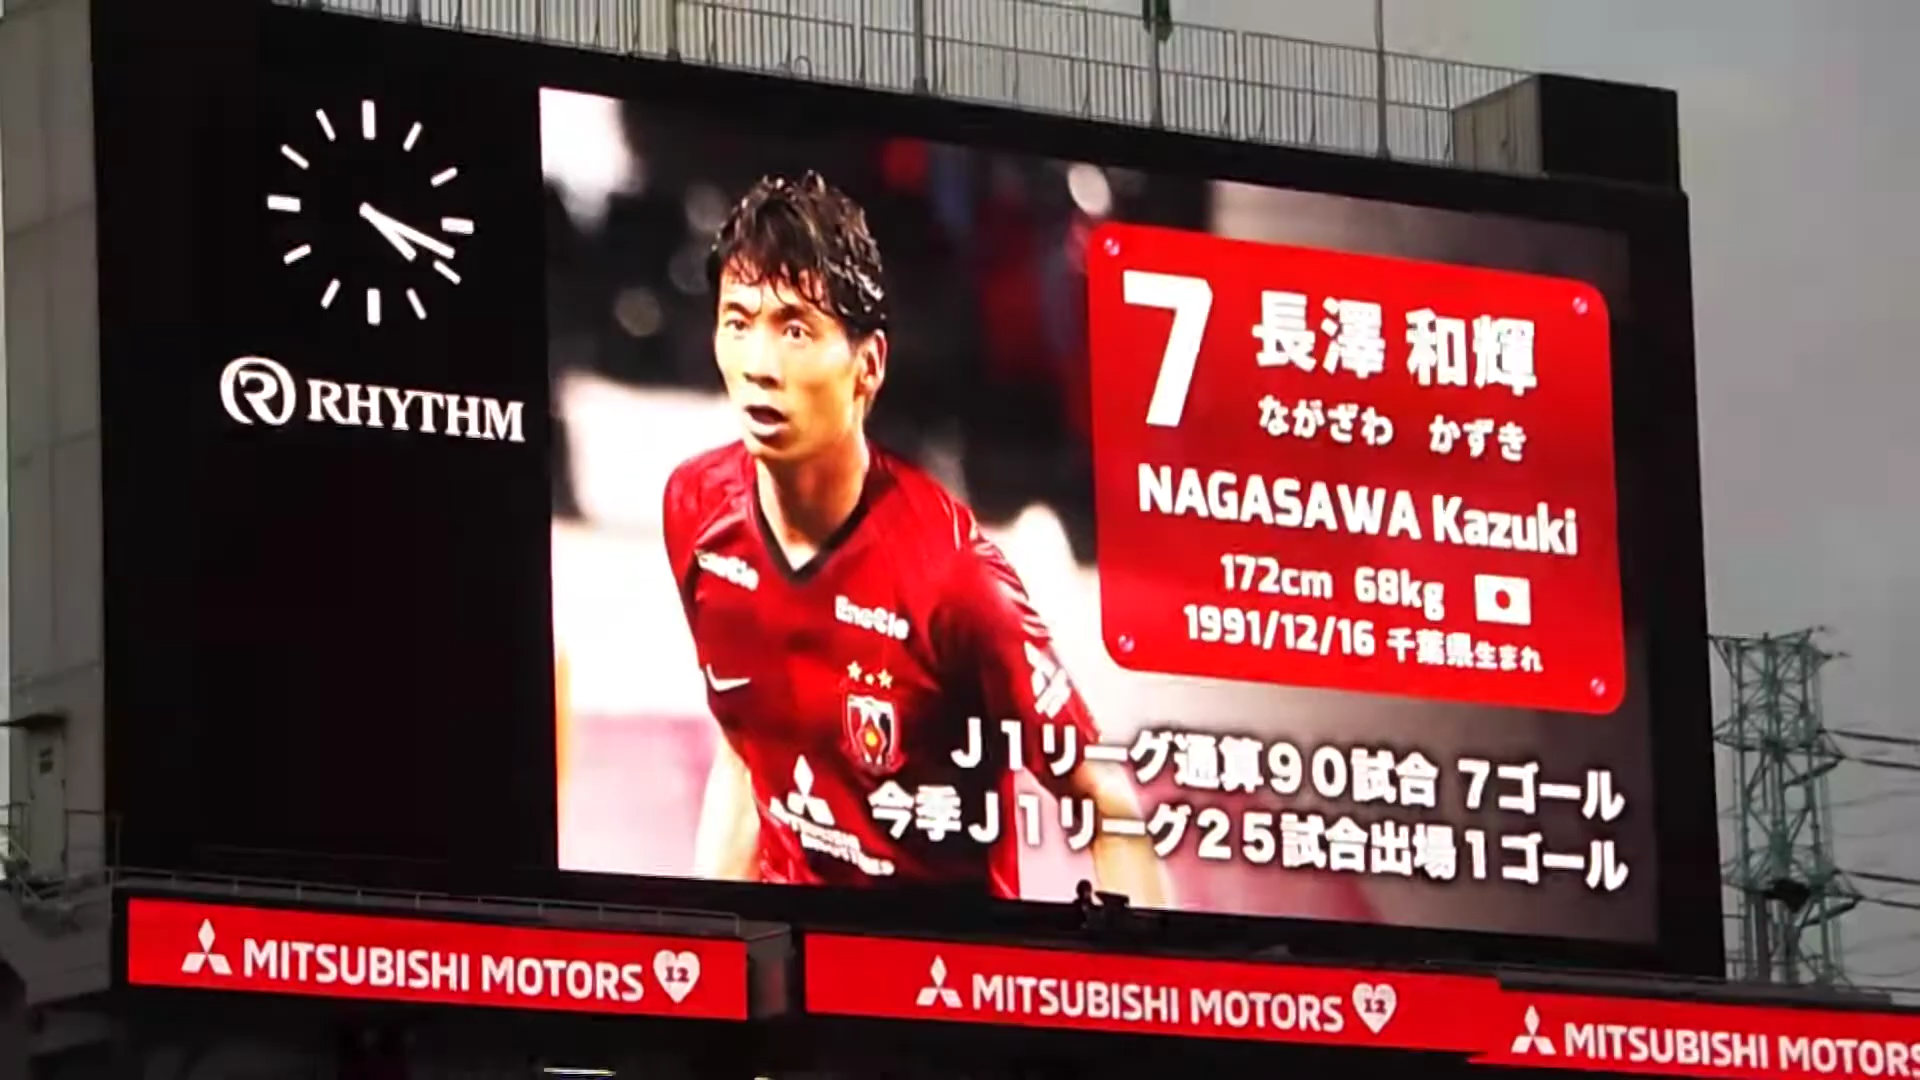 RHYTHM
7 長澤 和輝
ながざわ かずき
NAGASAWA Kazuki
172cm 68kg
1991/12/16 千葉県生まれ
EneCle
J1リーグ通算90試合 7ゴール
今季J1リーグ25試合出場1ゴール
MITSUBISHI MOTORS 12
MITSUBISHI MOTORS 12
MITSUBISHI MOTORS